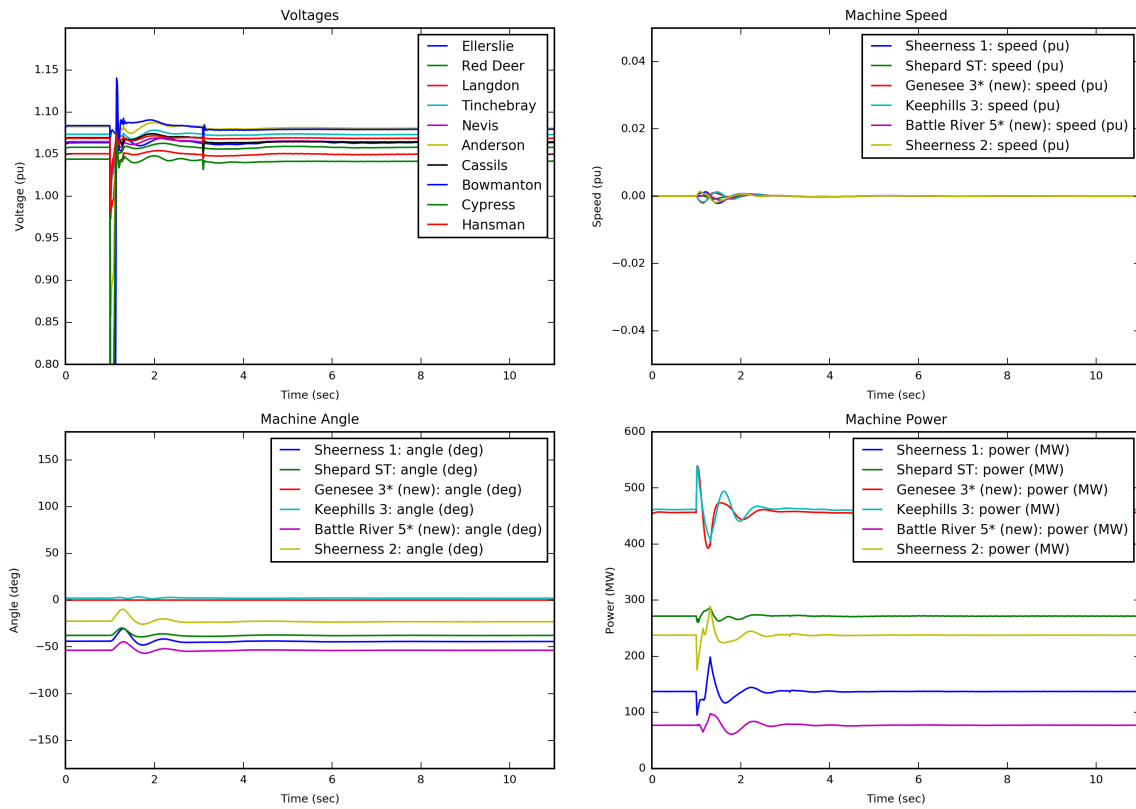 Voltages
1.15
1.10
1.05
1.00
0.95
0.90
0.85
0.80
Voltage (pu)
0 2 4 6 8 10
Time (sec)
Ellerslie
Red Deer
Langdon
Tinchebray
Nevis
Anderson
Cassils
Bowmanton
Cypress
Hansman
Machine Speed
0.04
0.02
0.00
−0.02
−0.04
Speed (pu)
0 2 4 6 8 10
Time (sec)
Sheerness 1: speed (pu)
Shepard ST: speed (pu)
Genesee 3* (new): speed (pu)
Keephills 3: speed (pu)
Battle River 5* (new): speed (pu)
Sheerness 2: speed (pu)
Machine Angle
150
100
50
0
−50
−100
−150
Angle (deg)
0 2 4 6 8 10
Time (sec)
Sheerness 1: angle (deg)
Shepard ST: angle (deg)
Genesee 3* (new): angle (deg)
Keephills 3: angle (deg)
Battle River 5* (new): angle (deg)
Sheerness 2: angle (deg)
Machine Power
600
500
400
300
200
100
0
Power (MW)
0 2 4 6 8 10
Time (sec)
Sheerness 1: power (MW)
Shepard ST: power (MW)
Genesee 3* (new): power (MW)
Keephills 3: power (MW)
Battle River 5* (new): power (MW)
Sheerness 2: power (MW)